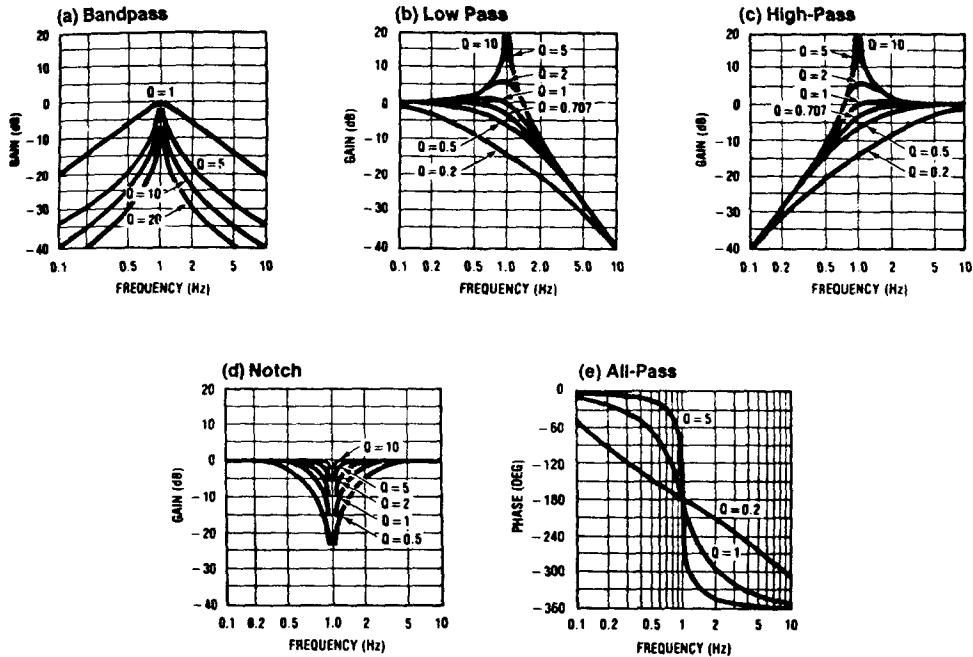 (a) Bandpass
20
10
0
-10
-20
-30
-40
GAIN (dB)
Q = 1
Q = 5
Q = 10
Q = 20
0.1
0.5
1
2
5
10
FREQUENCY (Hz)
(b) Low Pass
20
10
0
-10
-20
-30
-40
GAIN (dB)
Q = 10
Q = 5
Q = 2
Q = 1
Q = 0.707
Q = 0.5
Q = 0.2
0.1
0.5
1.0
2.0
5
10
FREQUENCY (Hz)
(c) High-Pass
20
10
0
-10
-20
-30
-40
GAIN (dB)
Q = 10
Q = 5
Q = 2
Q = 1
Q = 0.707
Q = 0.5
Q = 0.2
0.1
0.5
1.0
2.0
5
10
FREQUENCY (Hz)
(d) Notch
20
10
0
-10
-20
-30
-40
GAIN (dB)
Q = 10
Q = 5
Q = 2
Q = 1
Q = 0.5
0.1
0.2
0.5
1.0
2
5
10
FREQUENCY (Hz)
(e) All-Pass
0
-60
-120
-180
-240
-300
-360
PHASE (DEG)
Q = 5
Q = 0.2
Q = 1
0.1
0.2
0.5
1
2
5
10
FREQUENCY (Hz)